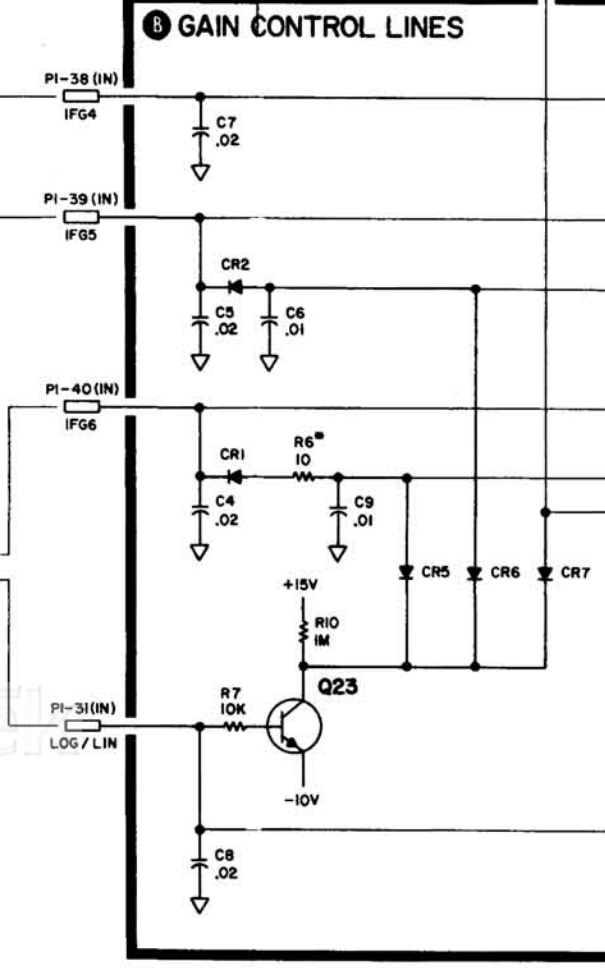 B GAIN CONTROL LINES
P1-38 (IN)
IFG4
C7
.02
P1-39 (IN)
IFG5
CR2
C5
.02
C6
.01
P1-40 (IN)
IFG6
CR1
R6*
10
C4
.02
C9
.01
CR5
CR6
CR7
+15V
R10
1M
Q23
P1-31(IN)
LOG/LIN
R7
10K
-10V
C8
.02